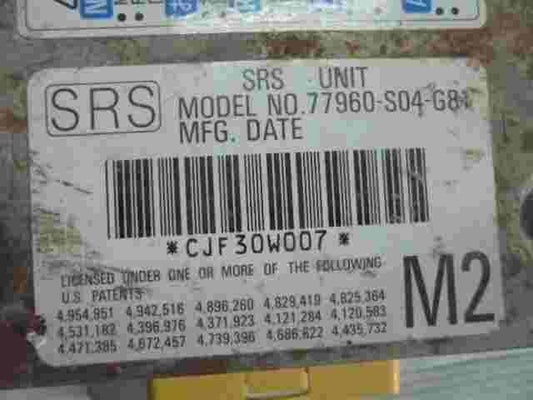 SRS
SRS UNIT
MODEL NO.77960-S04-G81
MFG. DATE
*CJF30W007*
LICENSED UNDER ONE OR MORE OF THE FOLLOWING
U.S. PATENTS
4,954,951 4,942,516 4,896,260 4,829,419 4,825,364
4,531,182 4,396,976 4,371,923 4,121,284 4,120,583
4,471,385 4,672,457 4,739,396 4,686,622 4,435,732
M2